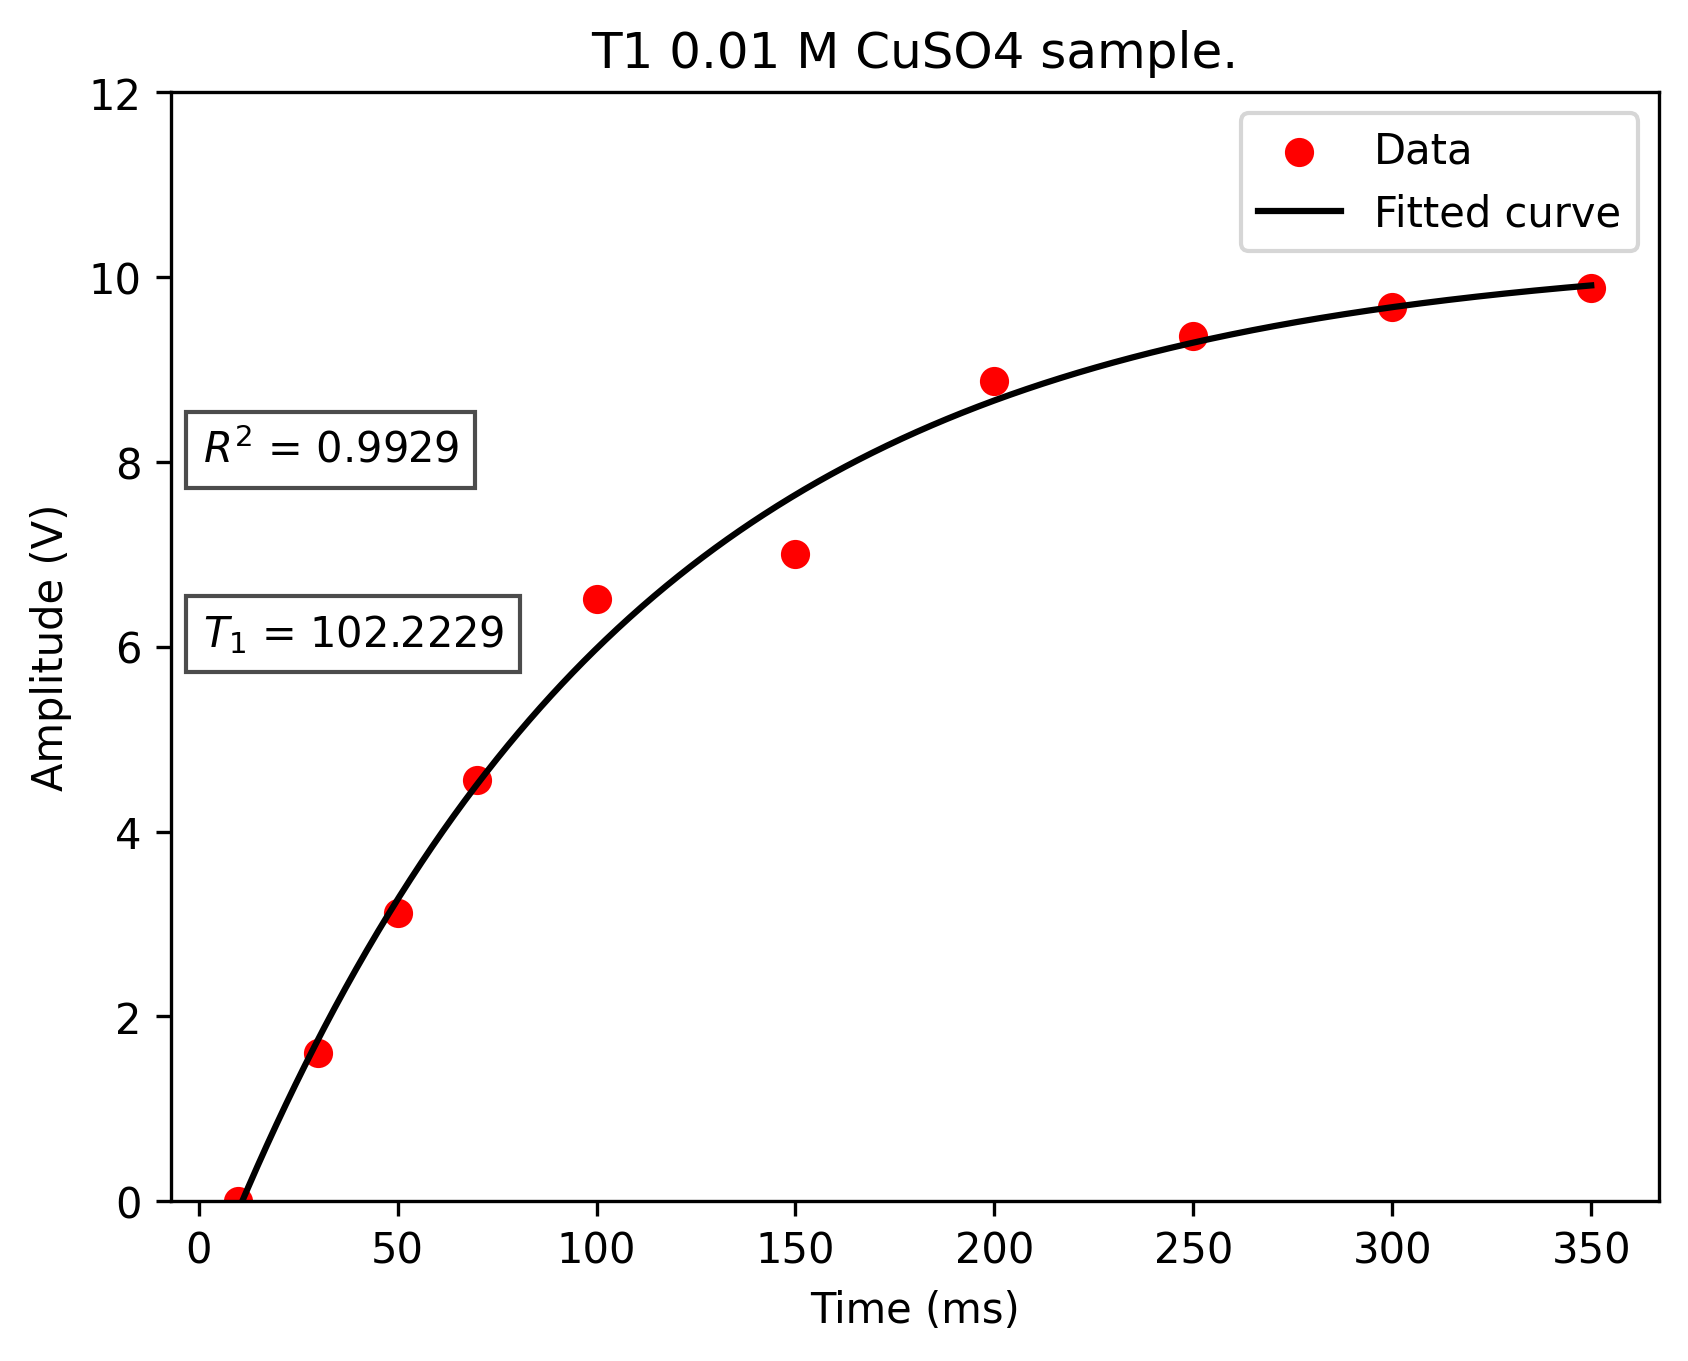 T1 0.01 M CuSO4 sample.
12
10
8
6
4
2
0
Amplitude (V)
Data
Fitted curve
R² = 0.9929
T₁ = 102.2229
0 50 100 150 200 250 300 350
Time (ms)